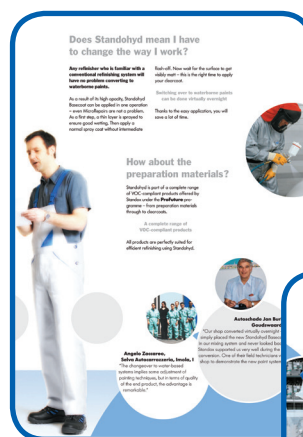 Does Standohyd mean I have
to change the way I work?
Any refinisher who is familiar with a
conventional refinishing system will
have no problem converting to
waterborne paints.
As a result of its high opacity, Standohyd
Basecoat can be applied in one operation
– even MicroRepairs are not a problem.
As a first step, a thin layer is sprayed to
ensure good wetting. Then apply a
normal spray coat without intermediate
flash-off. Now wait for the surface to get
visibly matt – this is the right time to apply
your clearcoat.
Switching over to waterborne paints
can be done virtually overnight
Thanks to the easy application, you will
save a lot of time.
How about the
preparation materials?
Standohyd is part of a complete range
of VOC-compliant products offered by
Standox under the ProFuture pro-
gramme – from preparation materials
through to clearcoats.
A complete range of
VOC-compliant products
All products are perfectly suited for
efficient refinishing using Standohyd.
Autoschade Jan Bur
Goudswaard
"Our shop converted virtually overnight
simply placed the new Standohyd Baseco
in our mixing system and never looked bac
Standox supported us very well during the
conversion. One of their field technicians
shop to demonstrate the new paint system
Angelo Zaccarec,
Selva Autocarrozzeria, Imola, I
"The changeover to water based
systems implies some adjustment of
painting techniques, but in terms of quality
of the end product, the advantage is
remarkable."